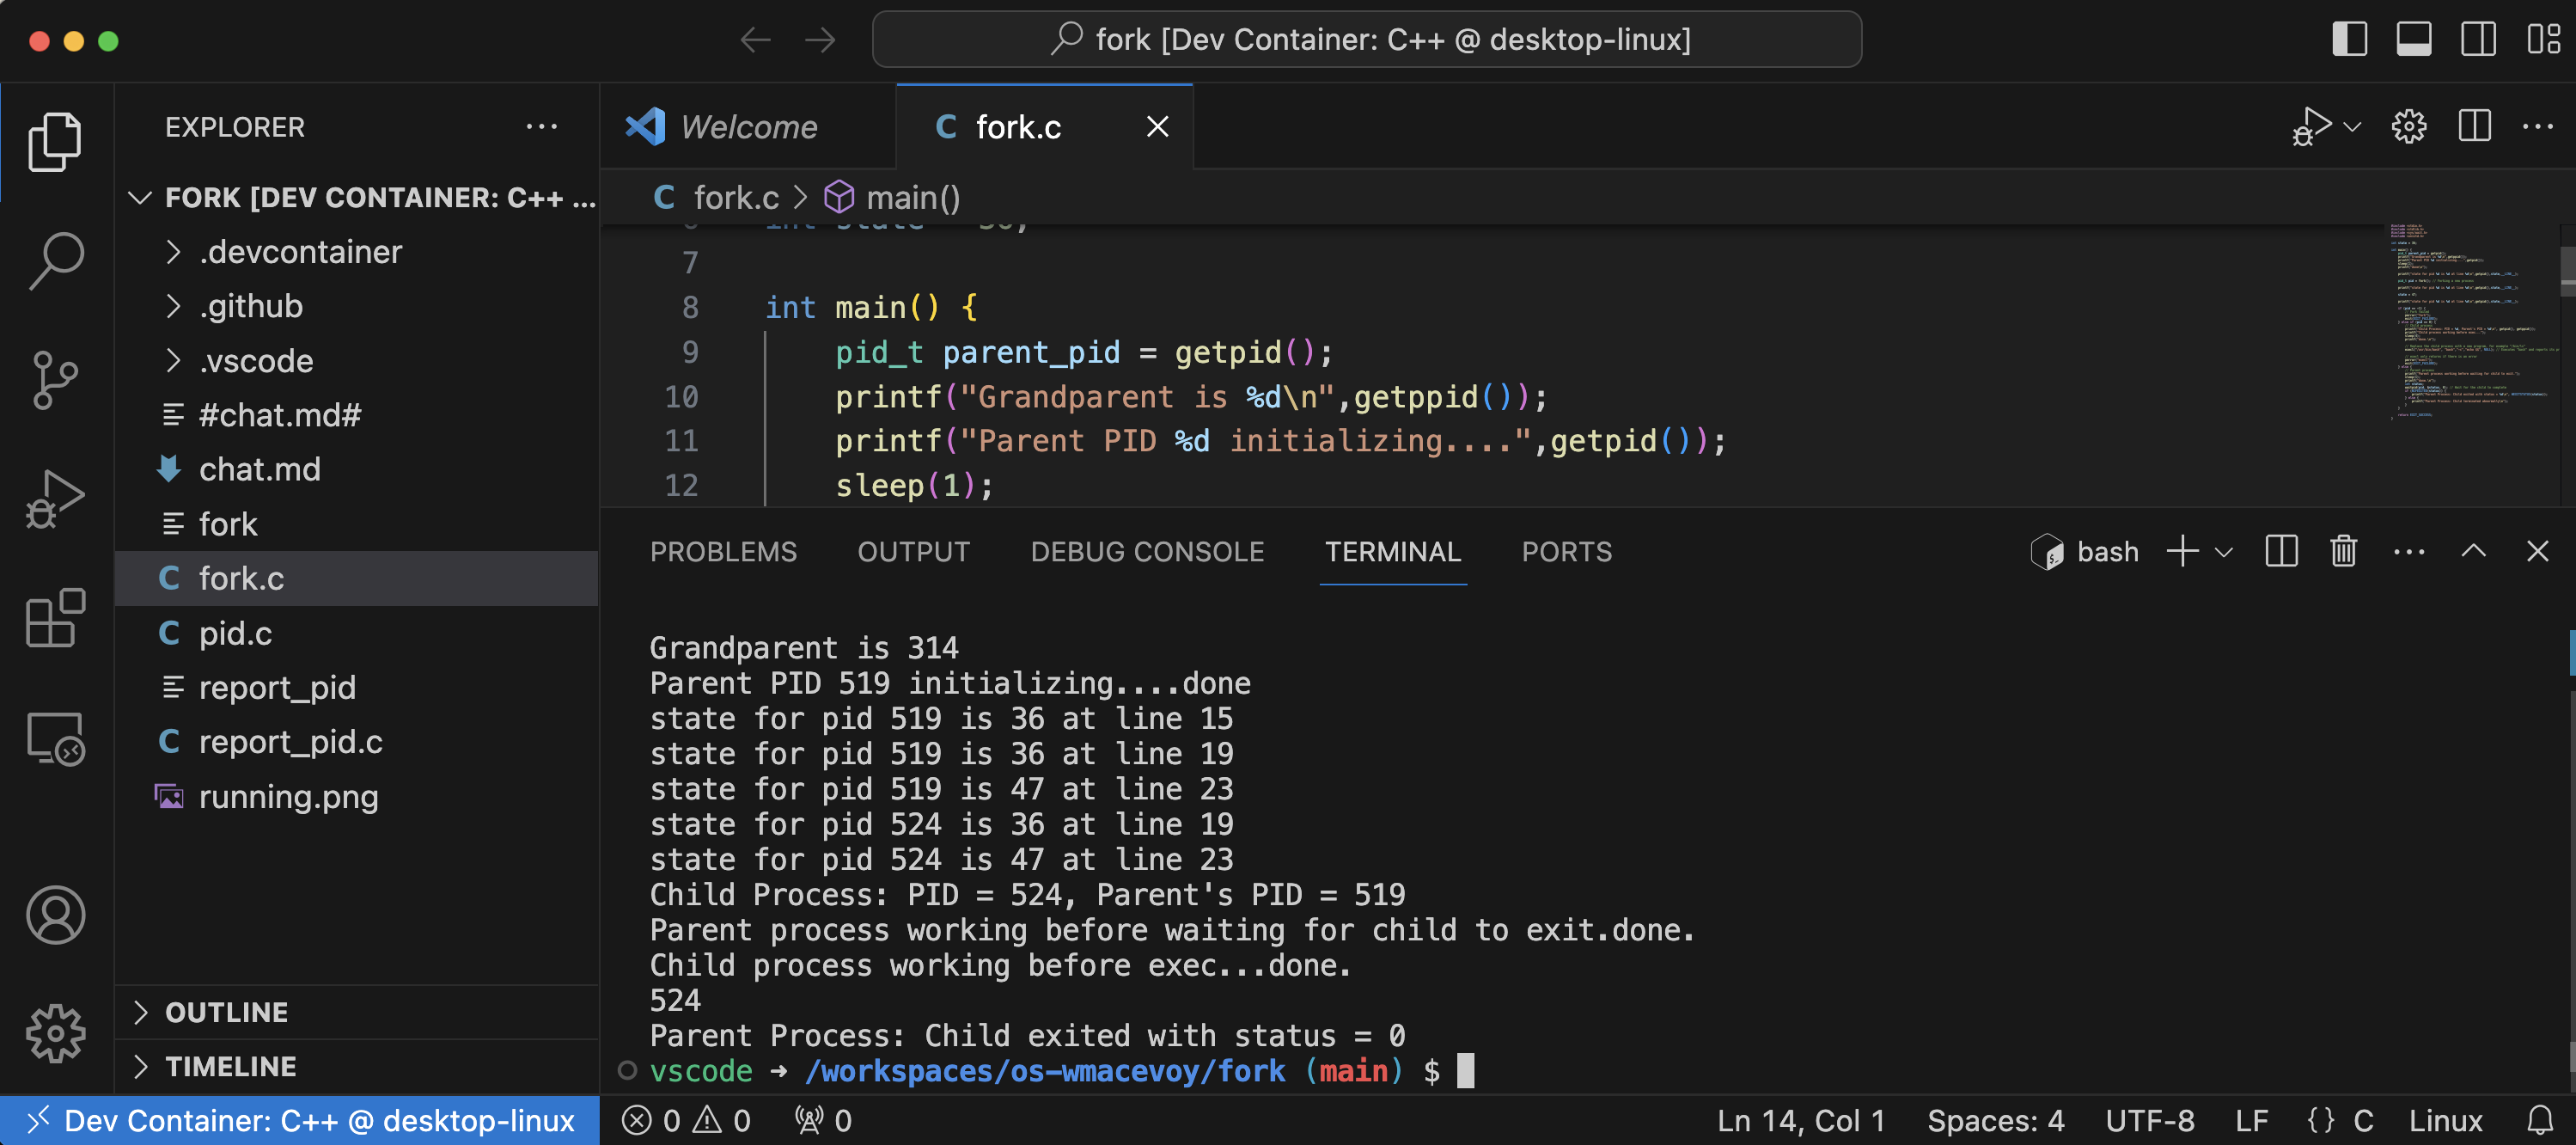 fork [Dev Container: C++ @ desktop-linux]
EXPLORER
FORK [DEV CONTAINER: C++ ...
.devcontainer
.github
.vscode
#chat.md#
chat.md
fork
C fork.c
C pid.c
report_pid
C report_pid.c
running.png
OUTLINE
TIMELINE
Welcome
C fork.c
C fork.c > main()
7
8 int main() {
9 pid_t parent_pid = getpid();
10 printf("Grandparent is %d\n",getppid());
11 printf("Parent PID %d initializing....",getpid());
12 sleep(1);
PROBLEMS OUTPUT DEBUG CONSOLE TERMINAL PORTS
bash
Grandparent is 314
Parent PID 519 initializing....done
state for pid 519 is 36 at line 15
state for pid 519 is 36 at line 19
state for pid 519 is 47 at line 23
state for pid 524 is 36 at line 19
state for pid 524 is 47 at line 23
Child Process: PID = 524, Parent's PID = 519
Parent process working before waiting for child to exit.done.
Child process working before exec...done.
524
Parent Process: Child exited with status = 0
vscode ➜ /workspaces/os-wmacevoy/fork (main) $
Dev Container: C++ @ desktop-linux 0 0 0 Ln 14, Col 1 Spaces: 4 UTF-8 LF {} C Linux